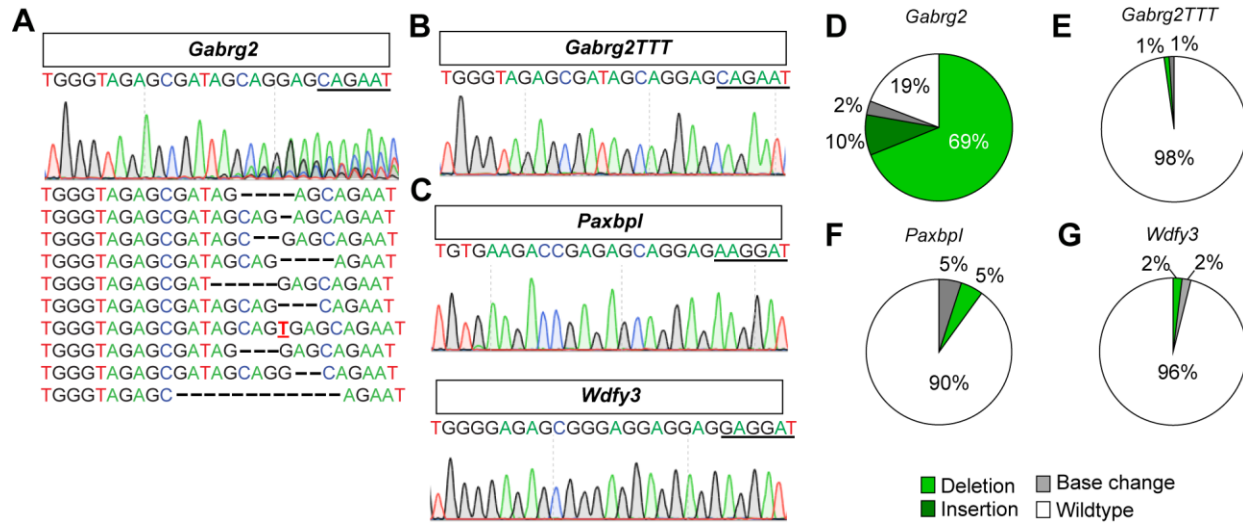 A
Gabrg2
TGGGTAGAGCGATAGCAGGAGCAGAAT
TGGGTAGAGCGATAG----AGCAGAAT
TGGGTAGAGCGATAGCAG-AGCAGAAT
TGGGTAGAGCGATAGC--GAGCAGAAT
TGGGTAGAGCGATAGCAG----AGAAT
TGGGTAGAGCGAT-----GAGCAGAAT
TGGGTAGAGCGATAGCAG---CAGAAT
TGGGTAGAGCGATAGCAGTGAGCAGAAT
TGGGTAGAGCGATAG---GAGCAGAAT
TGGGTAGAGCGATAGCAGG--CAGAAT
TGGGTAGAGC------------AGAAT
B
Gabrg2TTT
TGGGTAGAGCGATAGCAGGAGCAGAAT
C
PaxbpI
TGTGAAGACCGAGAGCAGGAGAAGGAT
Wdfy3
TGGGGAGAGCGGGAGGAGGAGGAGGAT
D
Gabrg2
19%
2%
10%
69%
E
Gabrg2TTT
1%
1%
98%
F
PaxbpI
5%
5%
90%
G
Wdfy3
2%
2%
96%
Deletion
Base change
Insertion
Wildtype